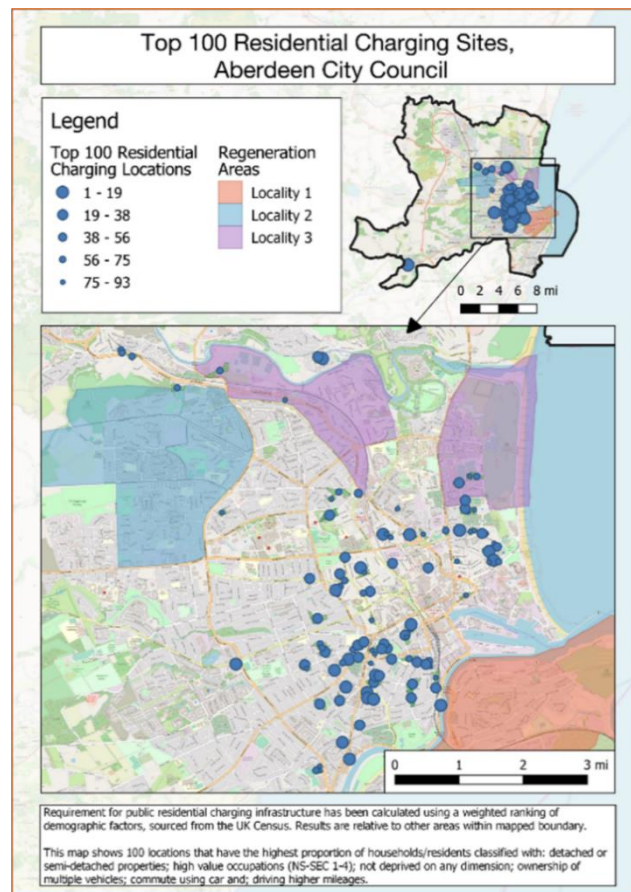 Top 100 Residential Charging Sites,
Aberdeen City Council
Legend
Top 100 Residential
Charging Locations
1 - 19
19 - 38
38 - 56
56 - 75
75 - 93
Regeneration
Areas
Locality 1
Locality 2
Locality 3
0 2 4 6 8 mi
0 1 2 3 mi
Requirement for public residential charging infrastructure has been calculated using a weighted ranking of
demographic factors, sourced from the UK Census. Results are relative to other areas within mapped boundary.
This map shows 100 locations that have the highest proportion of households/residents classified with: detached or
semi-detached properties; high value occupations (NS-SEC 1-4); not deprived on any dimension; ownership of
multiple vehicles; commute using car and; driving higher mileages.